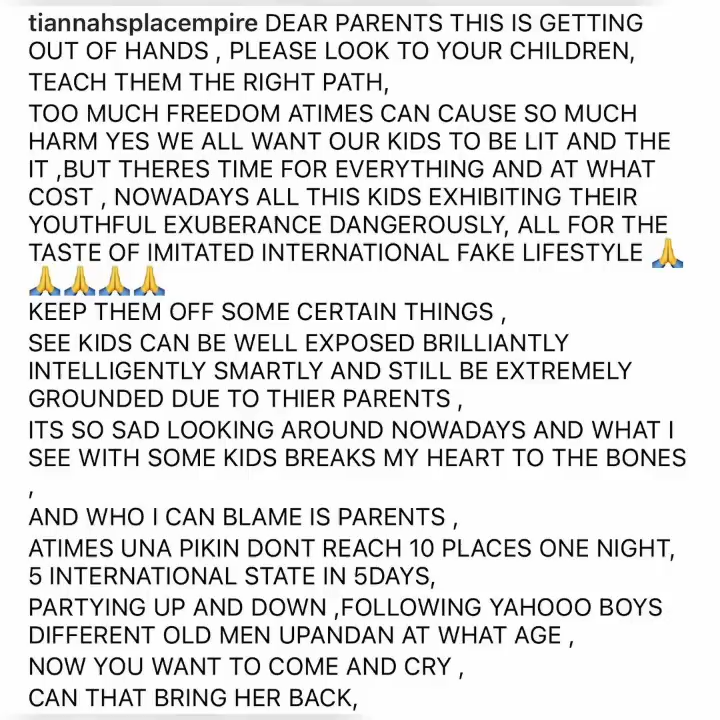 tiannahsplacempire DEAR PARENTS THIS IS GETTING
OUT OF HANDS , PLEASE LOOK TO YOUR CHILDREN,
TEACH THEM THE RIGHT PATH,
TOO MUCH FREEDOM ATIMES CAN CAUSE SO MUCH
HARM YES WE ALL WANT OUR KIDS TO BE LIT AND THE
IT ,BUT THERES TIME FOR EVERYTHING AND AT WHAT
COST , NOWADAYS ALL THIS KIDS EXHIBITING THEIR
YOUTHFUL EXUBERANCE DANGEROUSLY, ALL FOR THE
TASTE OF IMITATED INTERNATIONAL FAKE LIFESTYLE 🙏
🙏🙏🙏🙏
KEEP THEM OFF SOME CERTAIN THINGS ,
SEE KIDS CAN BE WELL EXPOSED BRILLIANTLY
INTELLIGENTLY SMARTLY AND STILL BE EXTREMELY
GROUNDED DUE TO THIER PARENTS ,
ITS SO SAD LOOKING AROUND NOWADAYS AND WHAT I
SEE WITH SOME KIDS BREAKS MY HEART TO THE BONES
,
AND WHO I CAN BLAME IS PARENTS ,
ATIMES UNA PIKIN DONT REACH 10 PLACES ONE NIGHT,
5 INTERNATIONAL STATE IN 5DAYS,
PARTYING UP AND DOWN ,FOLLOWING YAHOOO BOYS
DIFFERENT OLD MEN UPANDAN AT WHAT AGE ,
NOW YOU WANT TO COME AND CRY ,
CAN THAT BRING HER BACK,